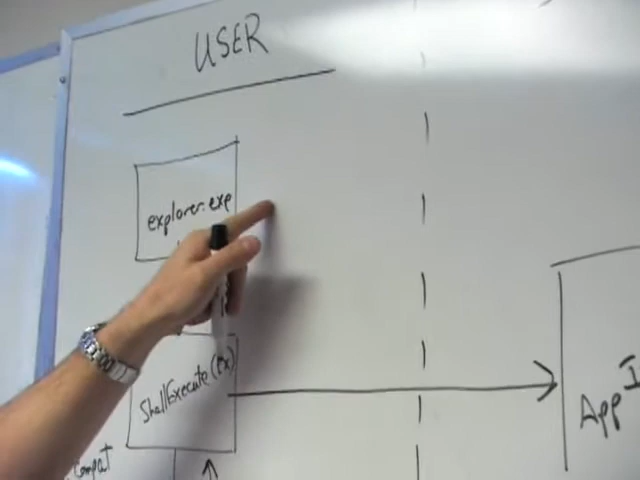 USER
explorer.exe
ShellExecute(Ex)
App I
Compat